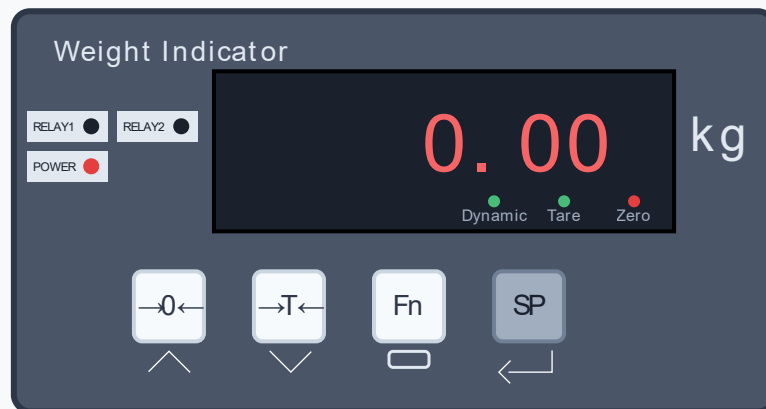 Weight Indicator
RELAY1 RELAY2
POWER
0.00 kg
Dynamic Tare Zero
→0← →T← Fn SP